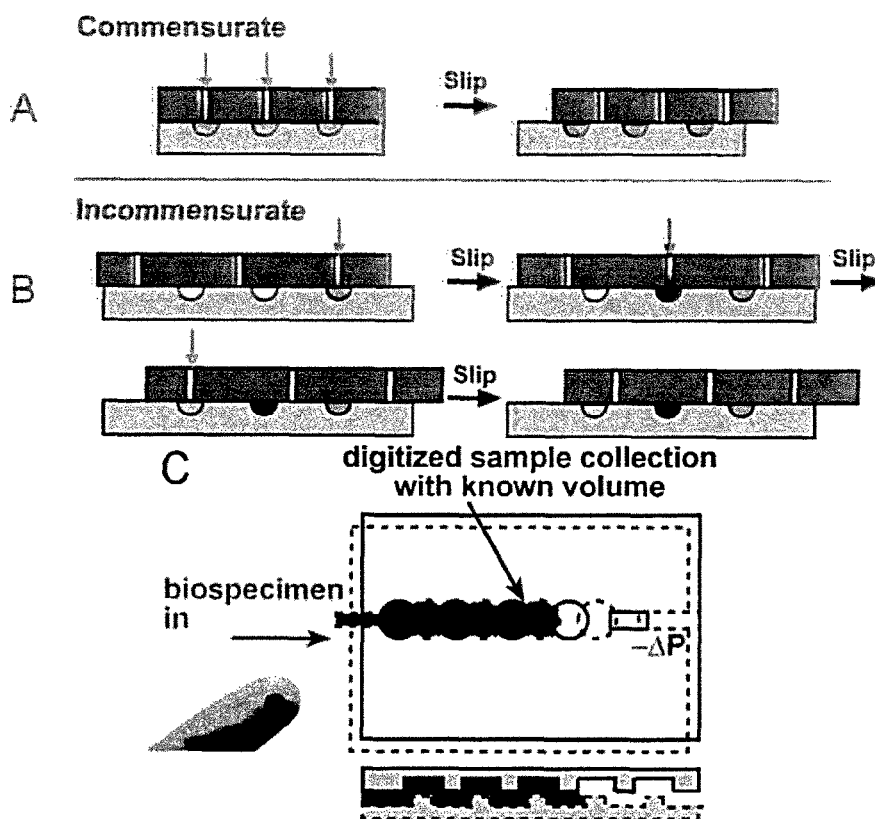 Commensurate
A
Slip
Incommensurate
B
Slip
Slip
Slip
C
digitized sample collection
with known volume
biospecimen
in
−ΔP